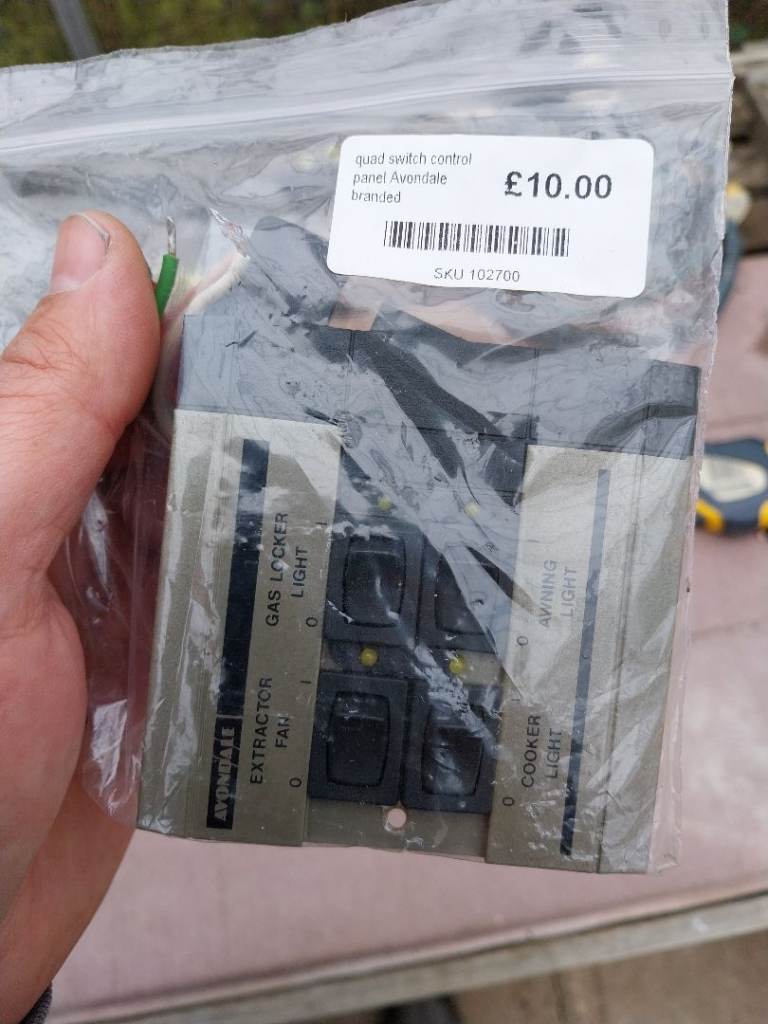 quad switch control
panel Avondale
branded
£10.00
SKU 102700
AVONDALE
GAS LOCKER
LIGHT
I
0
EXTRACTOR
FAN
I
0
AWNING
LIGHT
0
COOKER
LIGHT
I
0